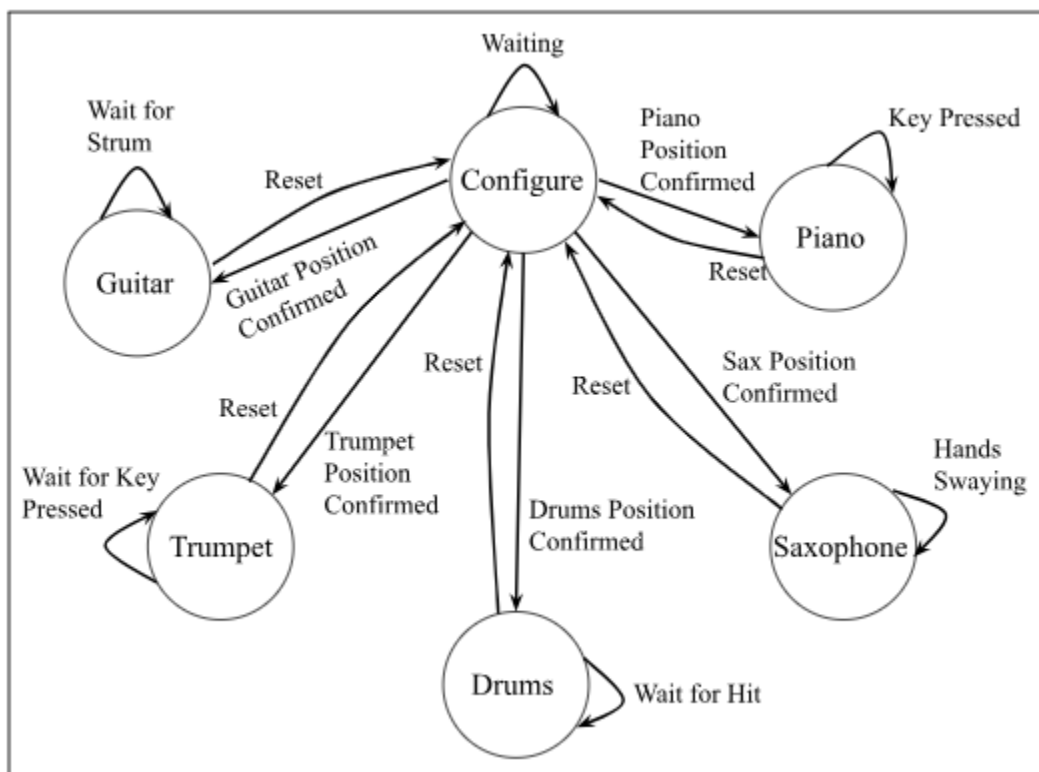 Waiting
Wait for
Strum
Reset
Configure
Piano
Position
Confirmed
Key Pressed
Guitar
Guitar Position
Confirmed
Piano
Reset
Reset
Reset
Reset
Sax Position
Confirmed
Trumpet
Position
Confirmed
Wait for Key
Pressed
Hands
Swaying
Trumpet
Drums Position
Confirmed
Saxophone
Drums
Wait for Hit